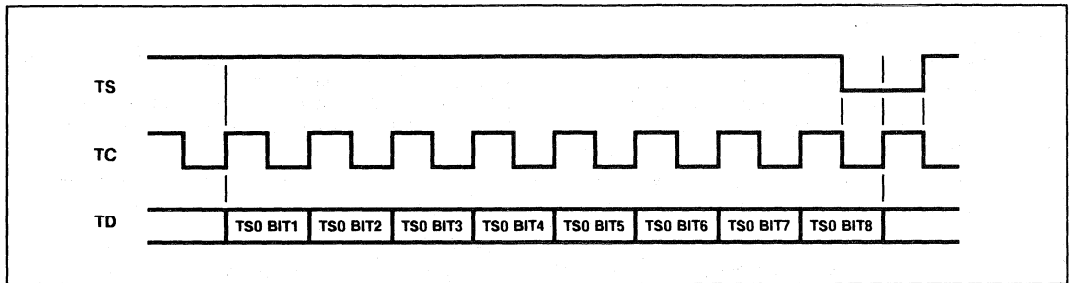 TS
TC
TD
TS0 BIT1 TS0 BIT2 TS0 BIT3 TS0 BIT4 TS0 BIT5 TS0 BIT6 TS0 BIT7 TS0 BIT8